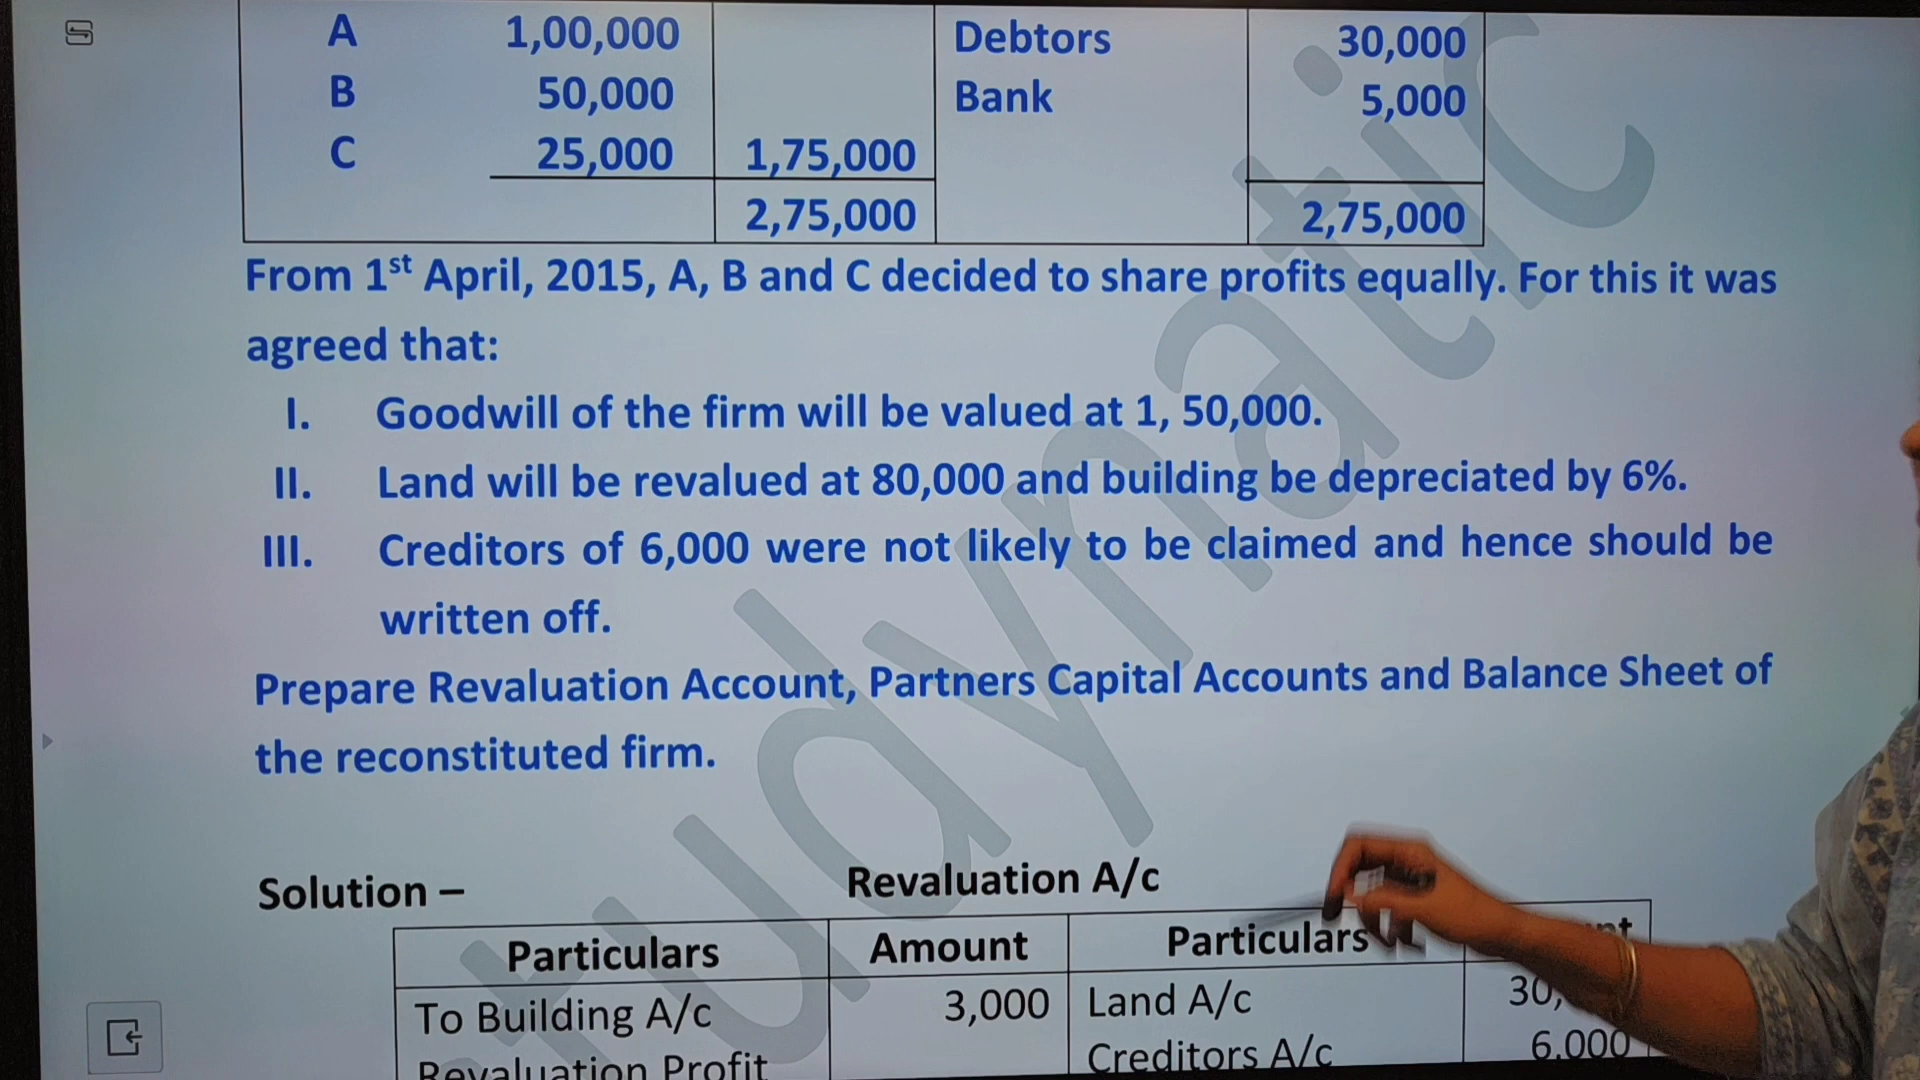 A 1,00,000 Debtors 30,000
B 50,000 Bank 5,000
C 25,000 1,75,000
2,75,000 2,75,000
From 1st April, 2015, A, B and C decided to share profits equally. For this it was
agreed that:
I. Goodwill of the firm will be valued at 1, 50,000.
II. Land will be revalued at 80,000 and building be depreciated by 6%.
III. Creditors of 6,000 were not likely to be claimed and hence should be
written off.
Prepare Revaluation Account, Partners Capital Accounts and Balance Sheet of
the reconstituted firm.
Solution – Revaluation A/c
Particulars Amount Particulars
To Building A/c 3,000 Land A/c 30,
Revaluation Profit Creditors A/c 6,000